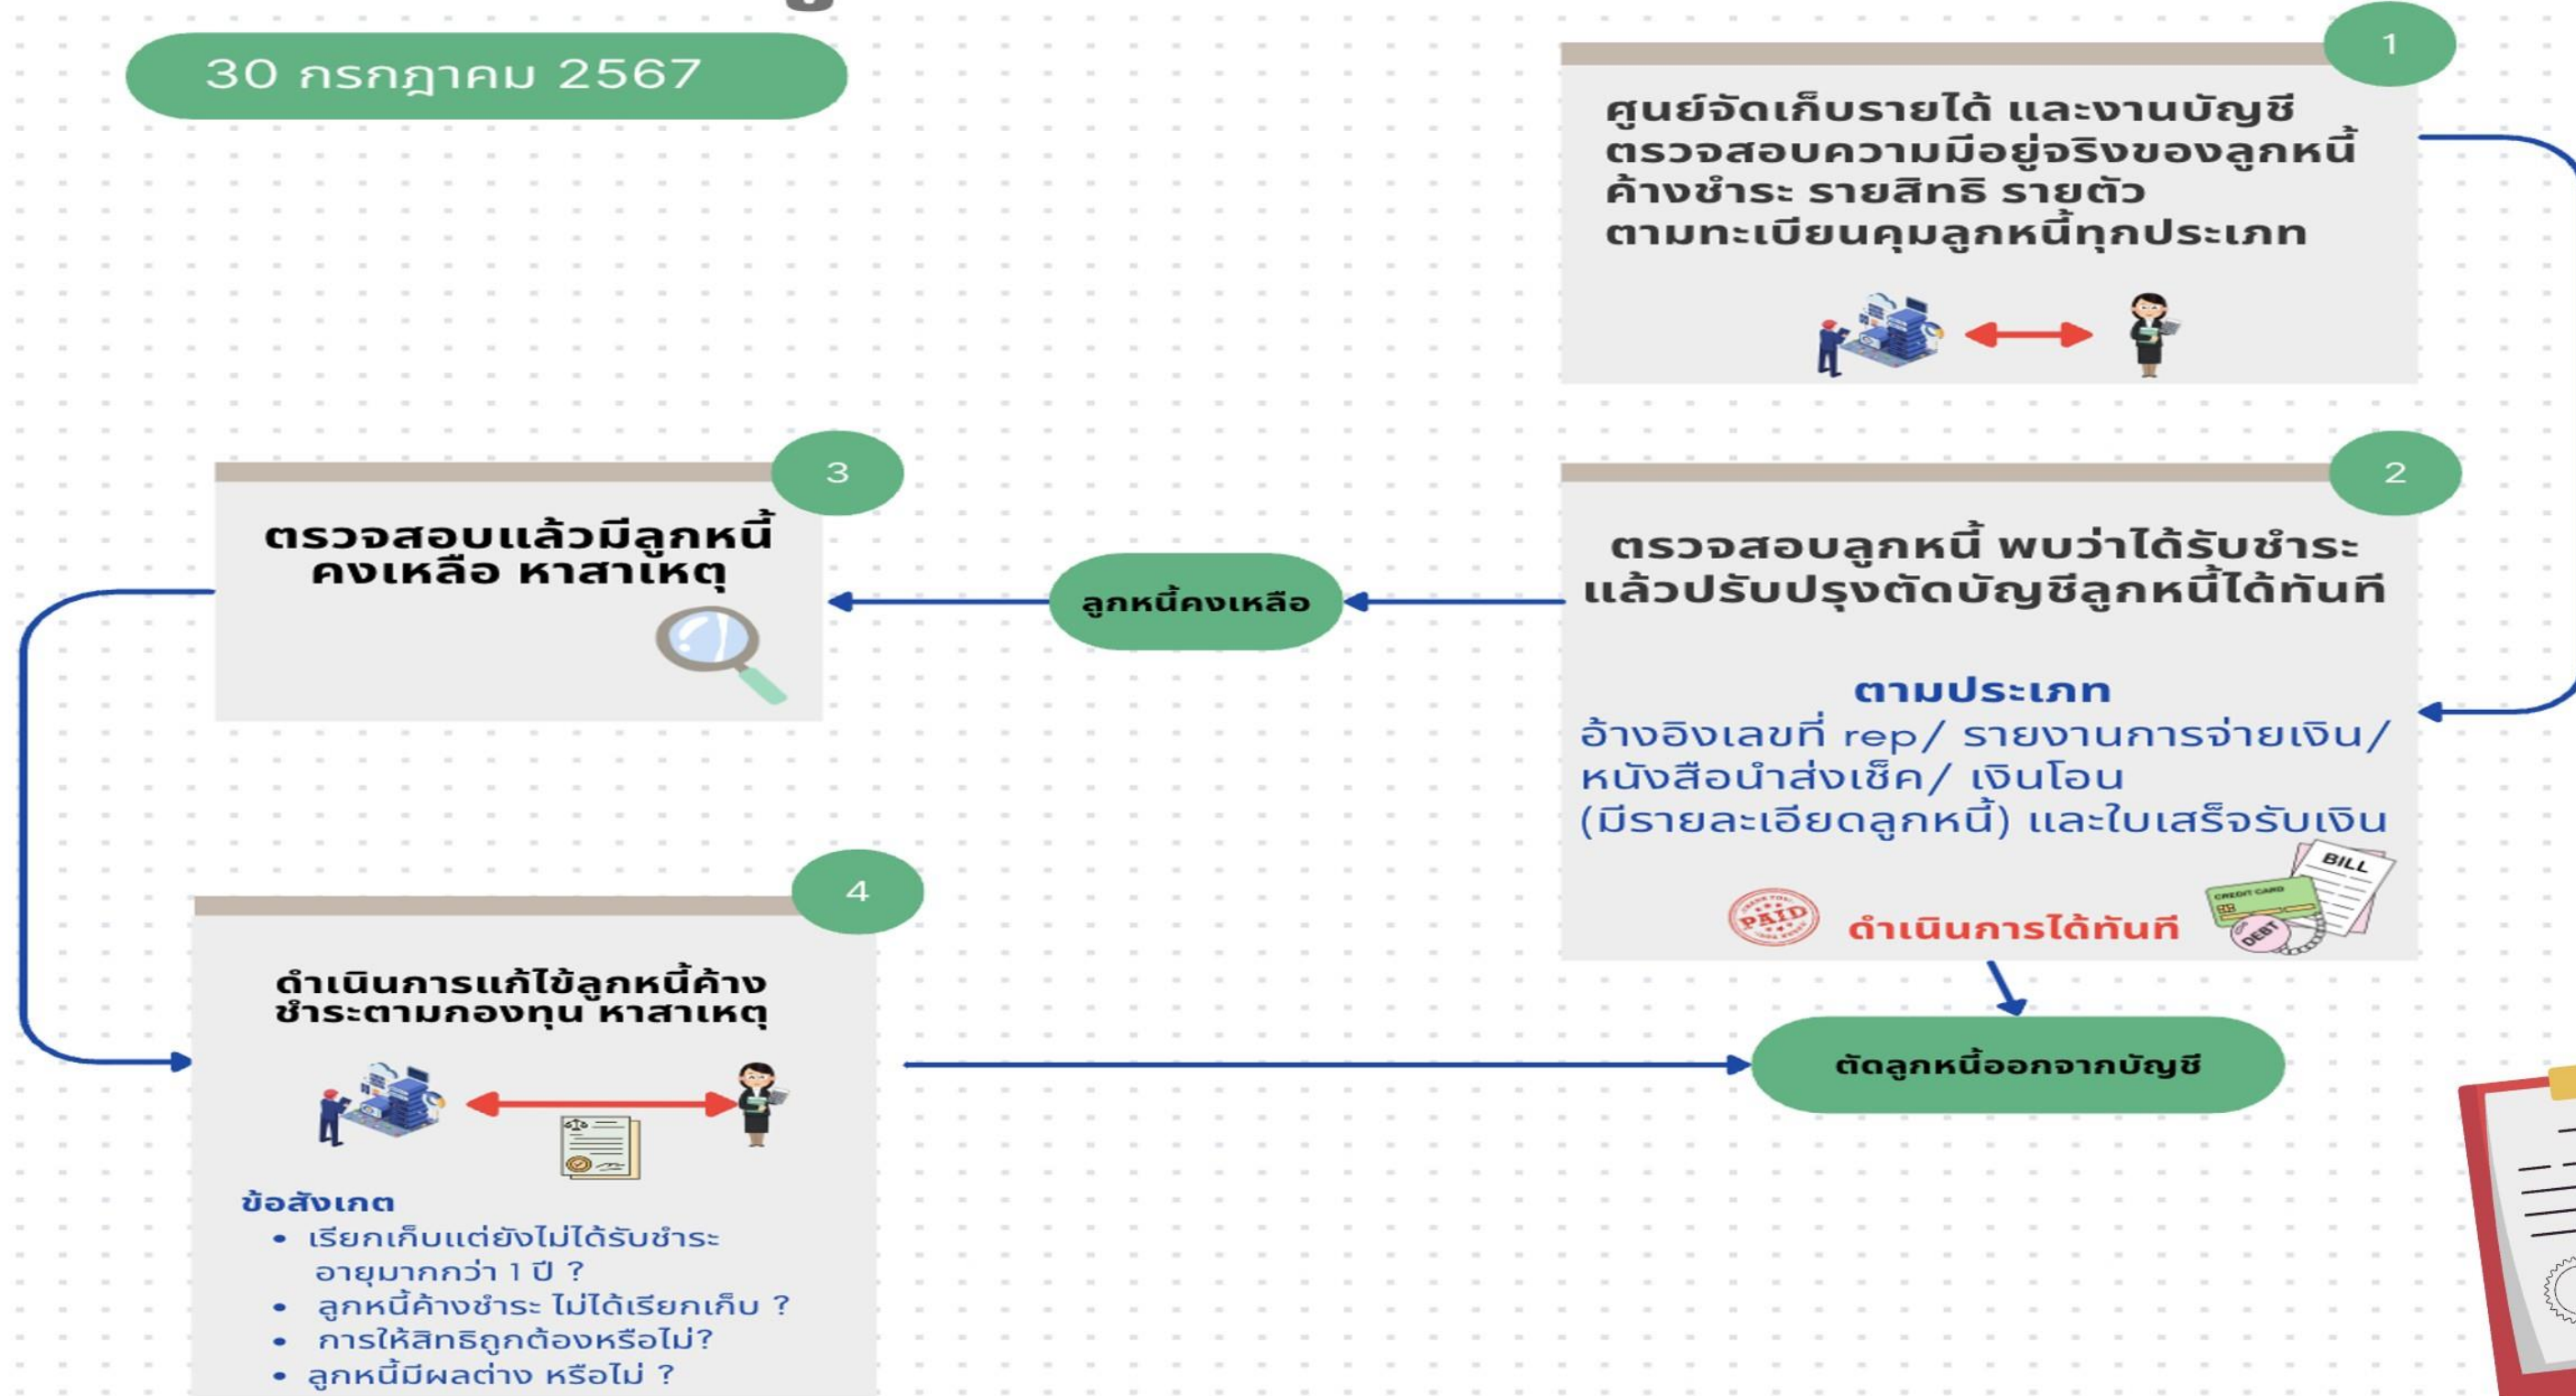 30 กรกฎาคม 2567
1
ศูนย์จัดเก็บรายได้ และงานบัญชี
ตรวจสอบความมีอยู่จริงของลูกหนี้
ค้างชำระ รายสิทธิ รายตัว
ตามทะเบียนคุมลูกหนี้ทุกประเภท
2
ตรวจสอบลูกหนี้ พบว่าได้รับชำระ
แล้วปรับปรุงตัดบัญชีลูกหนี้ได้ทันที
ตามประเภท
อ้างอิงเลขที่ rep/ รายงานการจ่ายเงิน/
หนังสือนำส่งเช็ค/ เงินโอน
(มีรายละเอียดลูกหนี้) และใบเสร็จรับเงิน
PAID
ดำเนินการได้ทันที
BILL
CREDIT CARD
DEBT
ลูกหนี้คงเหลือ
3
ตรวจสอบแล้วมีลูกหนี้
คงเหลือ หาสาเหตุ
4
ดำเนินการแก้ไข้ลูกหนี้ค้าง
ชำระตามกองทุน หาสาเหตุ
ข้อสังเกต
• เรียกเก็บแต่ยังไม่ได้รับชำระ
อายุมากกว่า 1 ปี ?
• ลูกหนี้ค้างชำระ ไม่ได้เรียกเก็บ ?
• การให้สิทธิถูกต้องหรือไม่?
• ลูกหนี้มีผลต่าง หรือไม่ ?
ตัดลูกหนี้ออกจากบัญชี